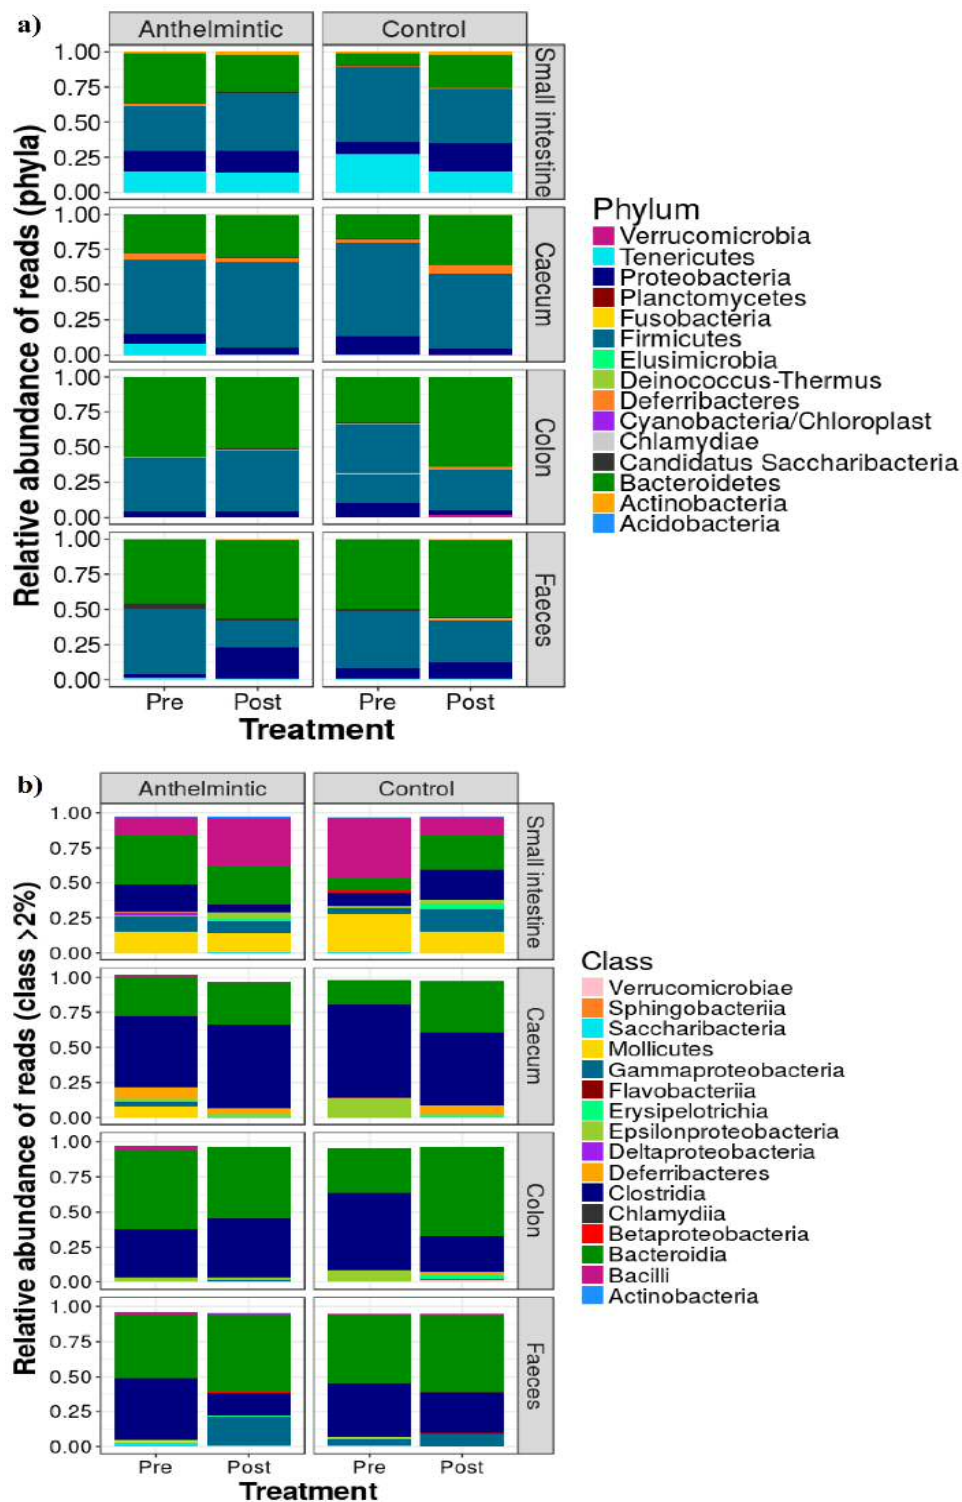 a)
Anthelmintic
Control
Relative abundance of reads (phyla)
1.00
0.75
0.50
0.25
0.00
Small intestine
1.00
0.75
0.50
0.25
0.00
Caecum
1.00
0.75
0.50
0.25
0.00
Colon
1.00
0.75
0.50
0.25
0.00
Faeces
Pre
Post
Pre
Post
Treatment
Phylum
Verrucomicrobia
Tenericutes
Proteobacteria
Planctomycetes
Fusobacteria
Firmicutes
Elusimicrobia
Deinococcus-Thermus
Deferribacteres
Cyanobacteria/Chloroplast
Chlamydiae
Candidatus Saccharibacteria
Bacteroidetes
Actinobacteria
Acidobacteria
b)
Anthelmintic
Control
Relative abundance of reads (class >2%)
1.00
0.75
0.50
0.25
0.00
Small intestine
1.00
0.75
0.50
0.25
0.00
Caecum
1.00
0.75
0.50
0.25
0.00
Colon
1.00
0.75
0.50
0.25
0.00
Faeces
Pre
Post
Pre
Post
Treatment
Class
Verrucomicrobiae
Sphingobacteriia
Saccharibacteria
Mollicutes
Gammaproteobacteria
Flavobacteriia
Erysipelotrichia
Epsilonproteobacteria
Deltaproteobacteria
Deferribacteres
Clostridia
Chlamydiia
Betaproteobacteria
Bacteroidia
Bacilli
Actinobacteria